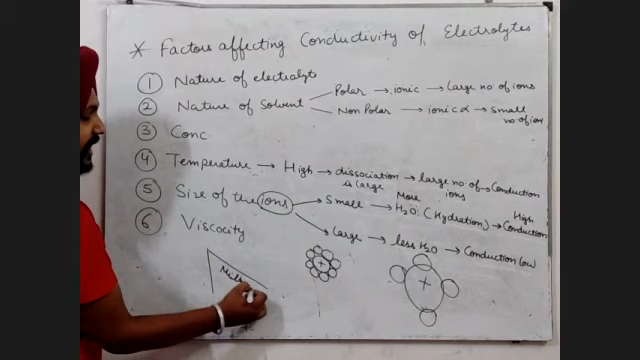 * Factors affecting Conductivity of Electrolytes
1 Nature of electralyte
Polar → ionic → Large no of ions
2 Nature of Solvent
Non Polar → ionic α → small no of ion
3 Conc
4 Temperature → High → dissociation is large → large no of ions → Conduction
5 Size of the ions → Small → More H2O: (Hydration) → High Conduction
Large → less H2O → Conduction low
6 Viscocity
+
+